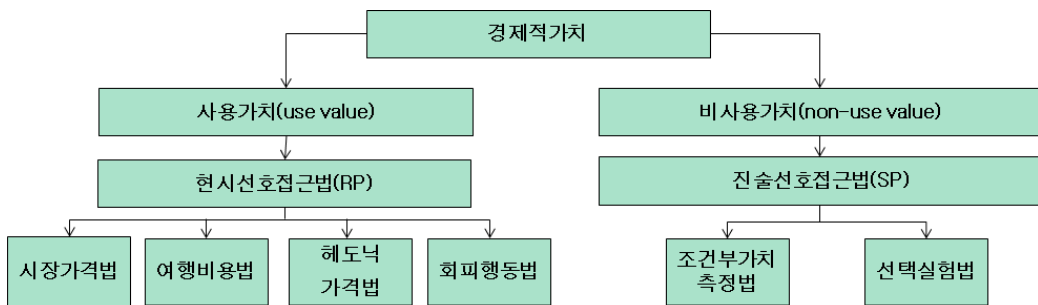 경제적가치
사용가치(use value)
비사용가치(non-use value)
현시선호접근법(RP)
진술선호접근법(SP)
시장가격법
여행비용법
헤도닉
가격법
회피행동법
조건부가치
측정법
선택실험법